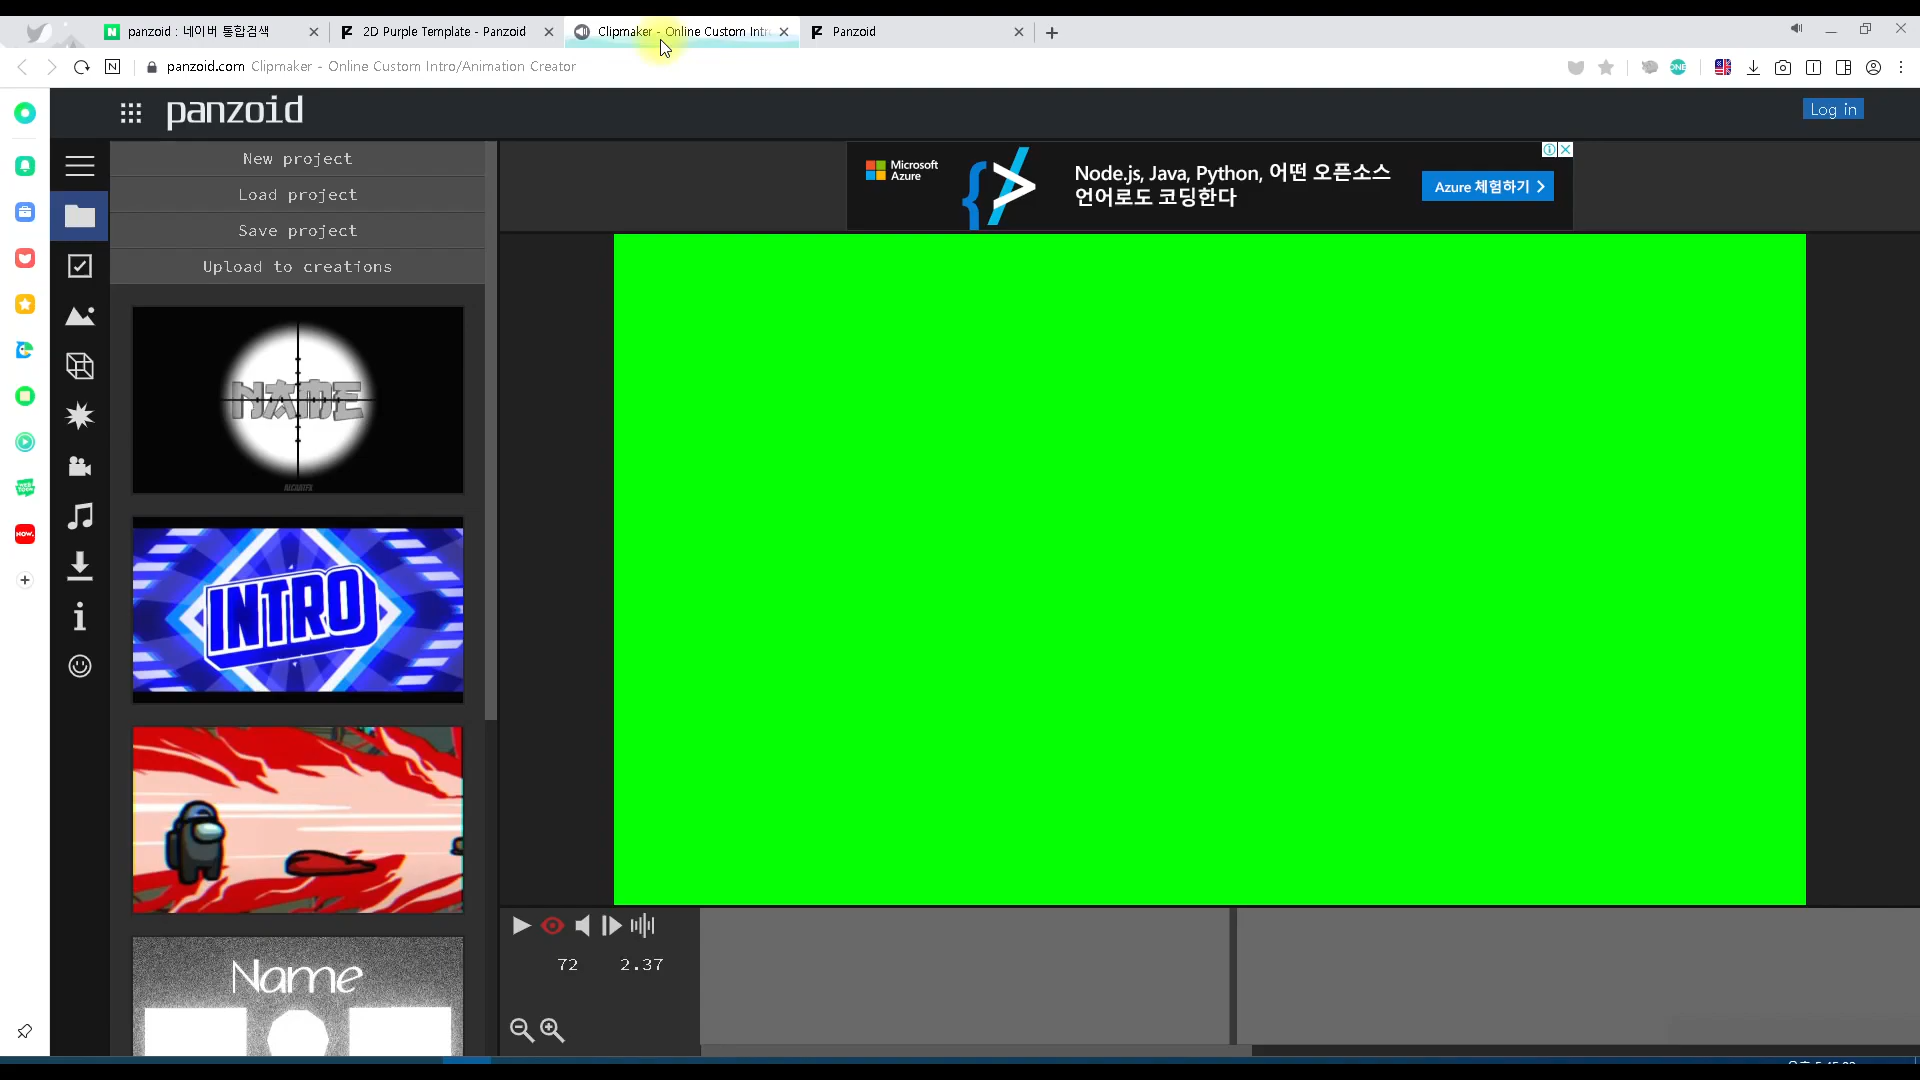 panzoid : 네이버 통합검색
2D Purple Template - Panzoid
Clipmaker - Online Custom Intr
Panzoid
panzoid.com Clipmaker - Online Custom Intro/Animation Creator
panzoid
Log in
New project
Load project
Save project
Upload to creations
Microsoft
Azure
Node.js, Java, Python, 어떤 오픈소스
언어로도 코딩한다
Azure 체험하기
NAME
INTRO
Name
72 2.37